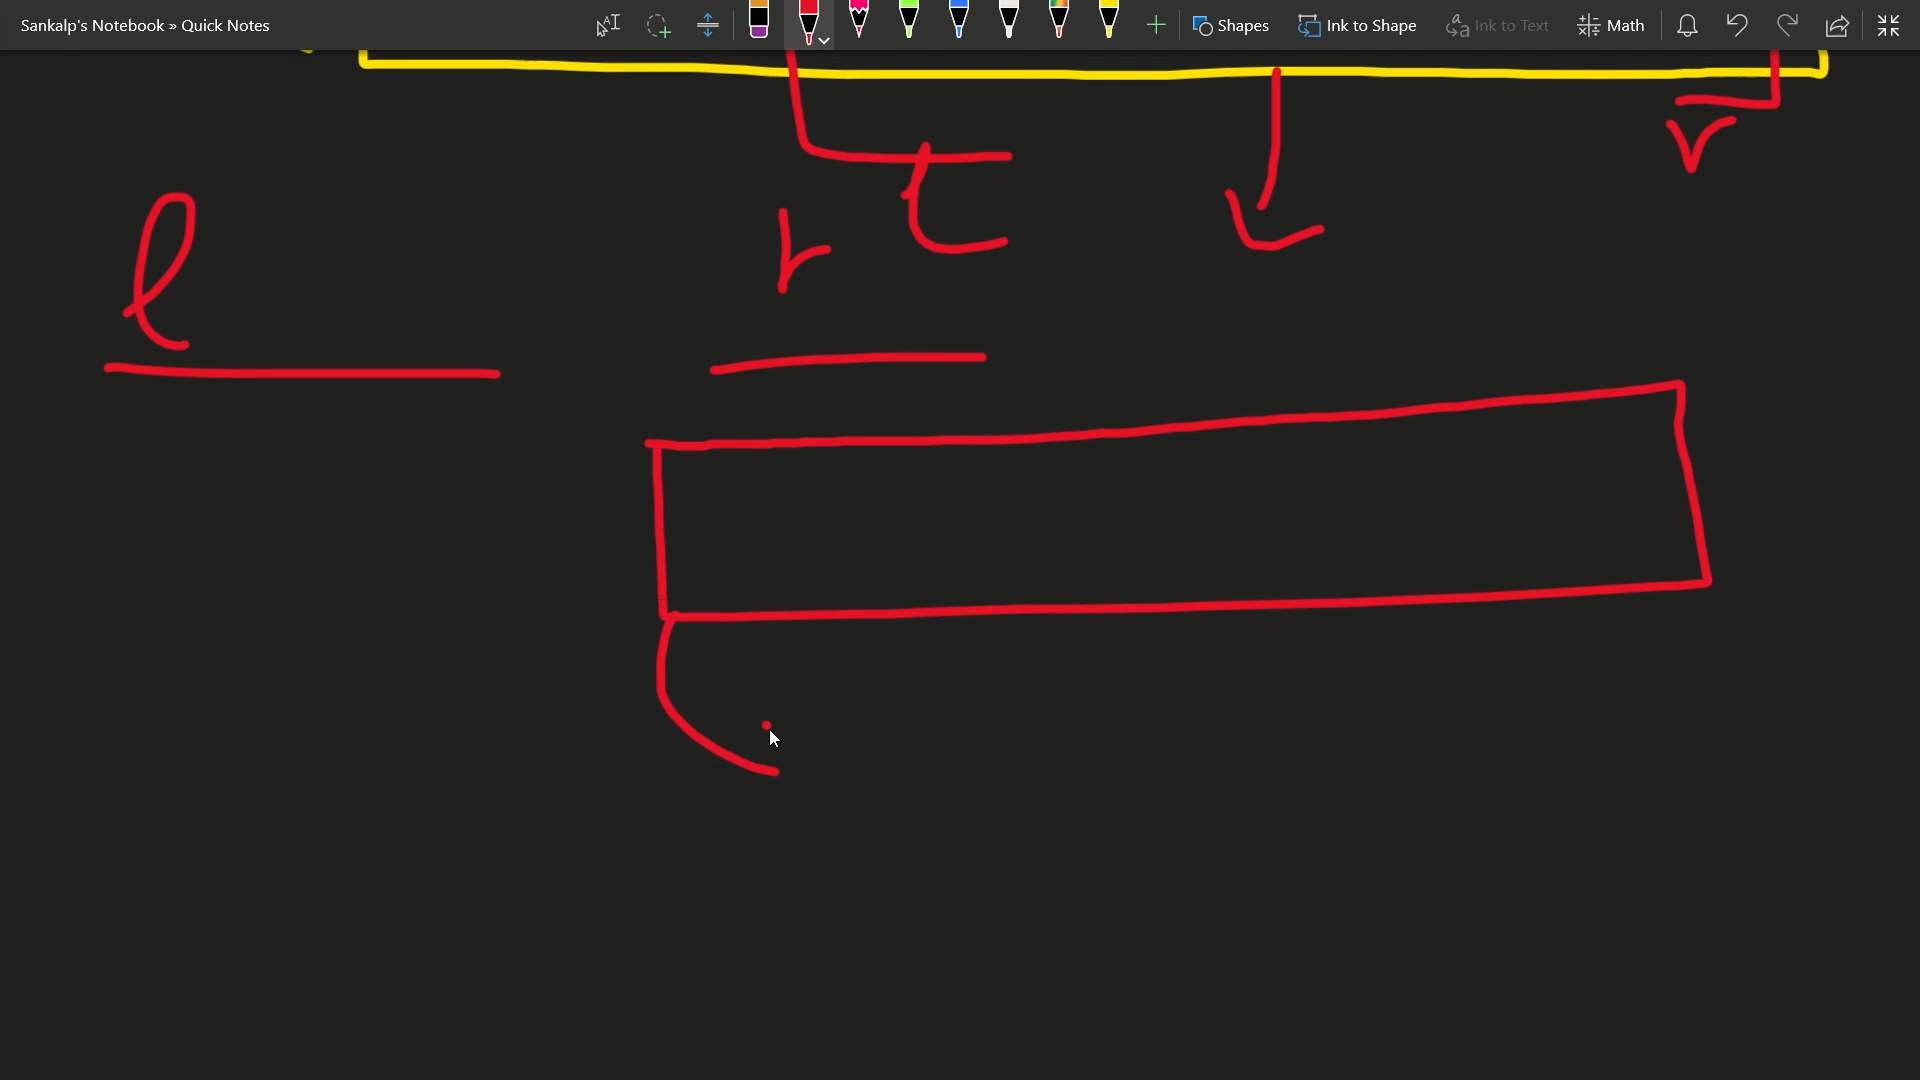 Sankalp's Notebook » Quick Notes Shapes Ink to Shape Ink to Text Math
t
l
r